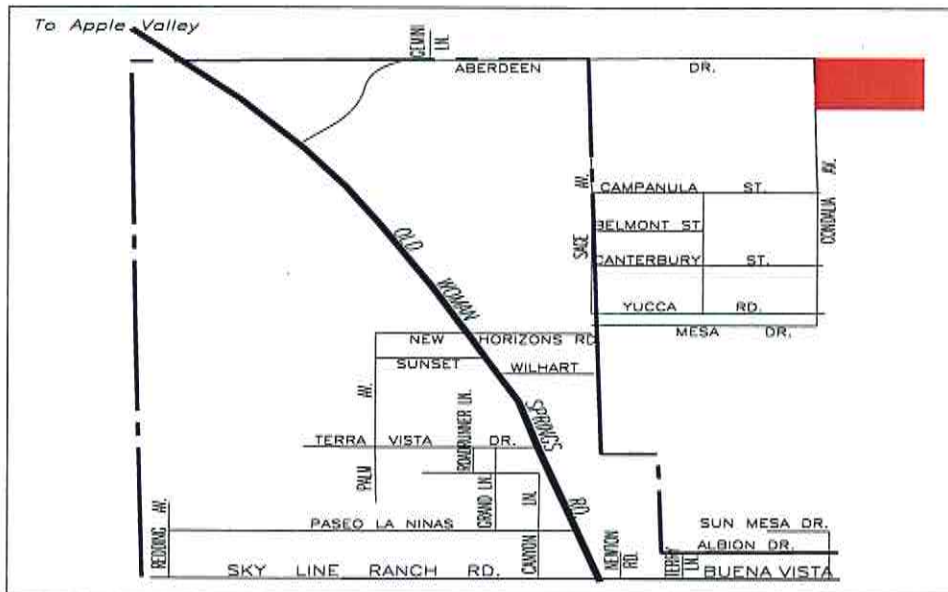 To Apple Valley
GEMINI LN.
ABERDEEN DR.
SAGE AV.
CAMPANULA ST.
CONDALIA AV.
BELMONT ST
CANTERBURY ST.
YUCCA RD.
MESA DR.
OLD WOMAN SPRINGS RD.
NEW HORIZONS RD
SUNSET
WILHART
PALM AV.
TERRA VISTA DR.
ROADRUNNER LN.
GRAND LN.
CANYON LN.
REDDING AV.
PASEO LA NINAS
SUN MESA DR.
ALBION DR.
NEWTON RD.
TERRY LN.
SKY LINE RANCH RD.
BUENA VISTA